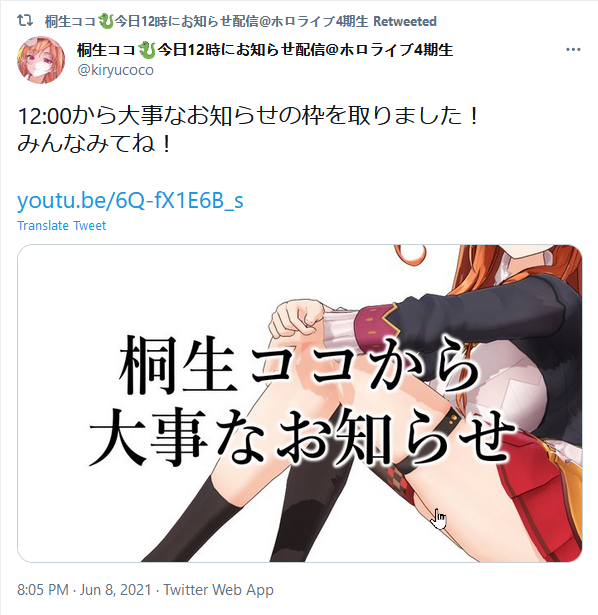 桐生ココ🐉今日12時にお知らせ配信@ホロライブ4期生 Retweeted
桐生ココ🐉今日12時にお知らせ配信@ホロライブ4期生
@kiryucoco
12:00から大事なお知らせの枠を取りました！
みんなみてね！
youtu.be/6Q-fX1E6B_s
Translate Tweet
桐生ココから
大事なお知らせ
8:05 PM · Jun 8, 2021 · Twitter Web App